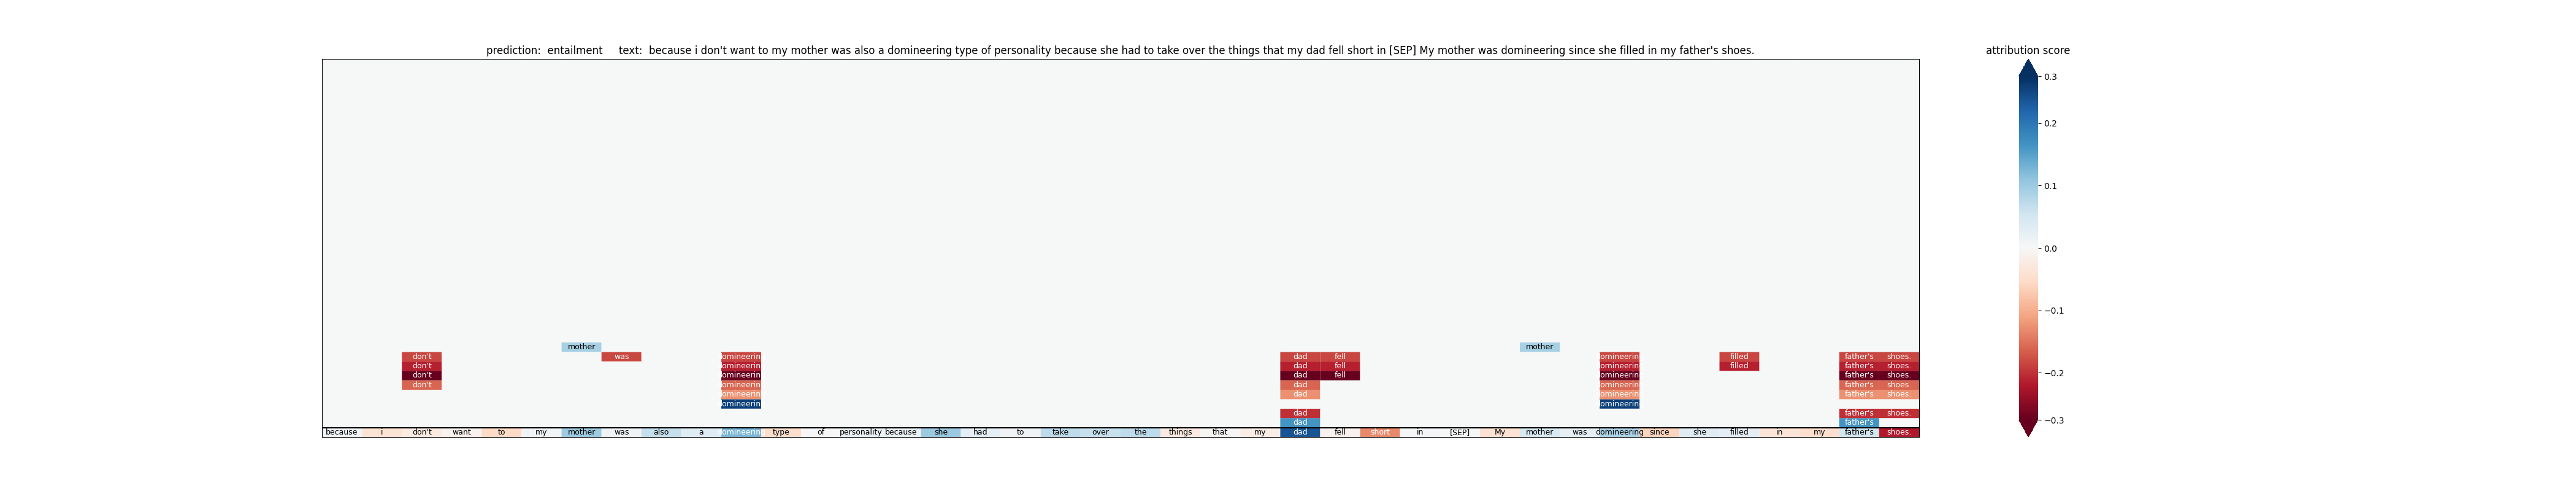 prediction:  entailment     text:  because i don't want to my mother was also a domineering type of personality because she had to take over the things that my dad fell short in [SEP] My mother was domineering since she filled in my father's shoes.
attribution score
0.3
0.2
0.1
0.0
−0.1
−0.2
−0.3
mother mother
don't was omineerin dad fell omineerin filled father's shoes.
don't omineerin dad fell omineerin filled father's shoes.
don't omineerin dad fell omineerin father's shoes.
don't omineerin dad omineerin father's shoes.
omineerin dad omineerin father's shoes.
omineerin omineerin
dad father's shoes.
dad father's
because i don't want to my mother was also a omineerin type of personality because she had to take over the things that my dad fell short in [SEP] My mother was domineering since she filled in my father's shoes.